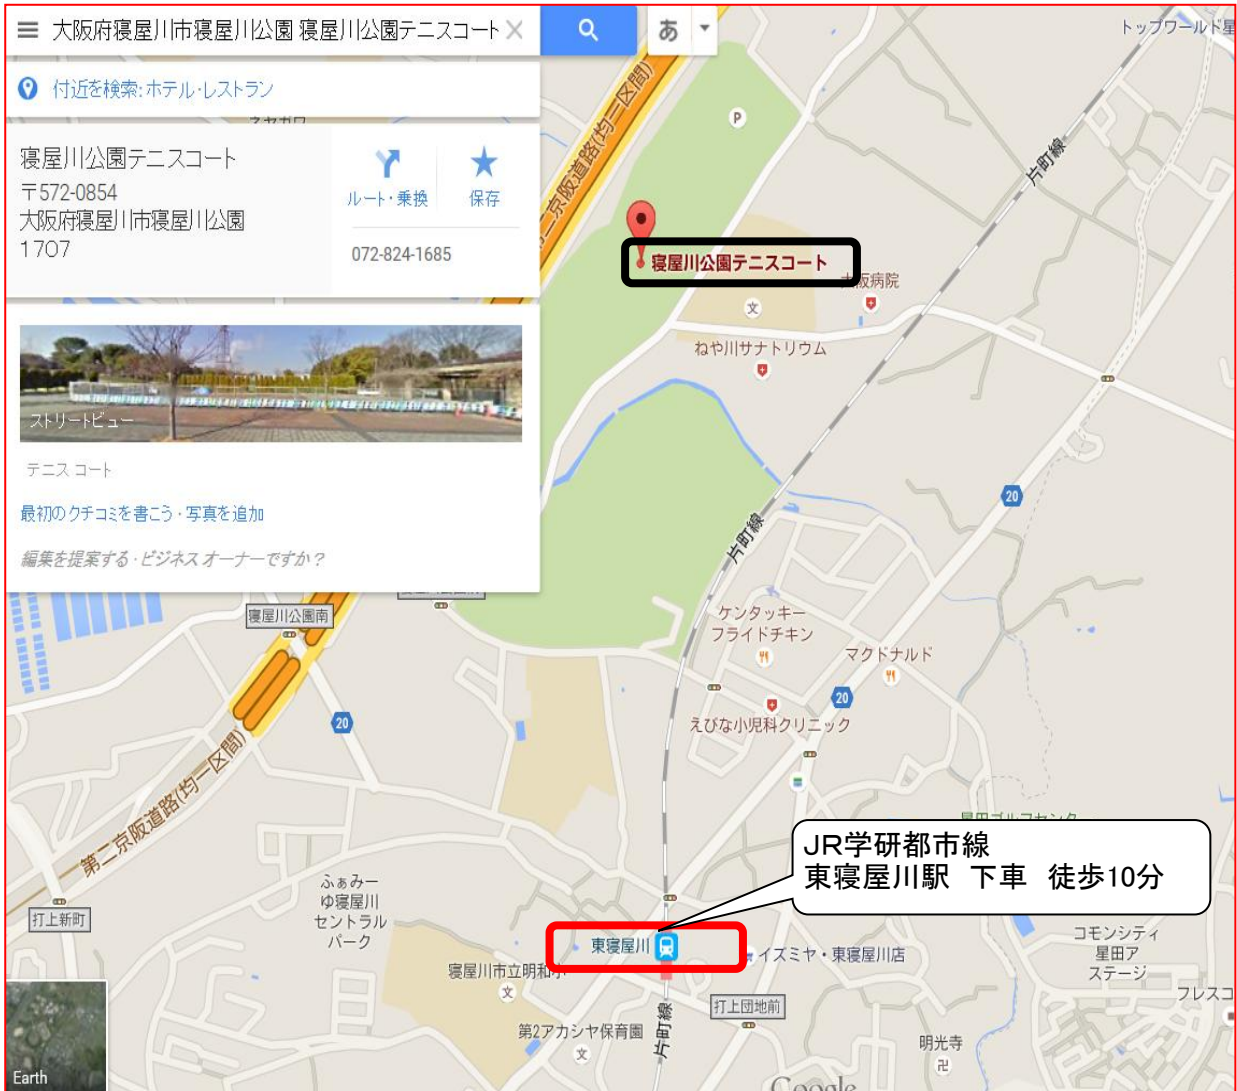 大阪府寝屋川市寝屋川公園 寝屋川公園テニスコート
あ
付近を検索: ホテル・レストラン
寝屋川公園テニスコート
〒572-0854
大阪府寝屋川市寝屋川公園
1707
ルート・乗換
保存
072-824-1685
ストリートビュー
テニス コート
最初のクチコミを書こう・写真を追加
編集を提案する・ビジネス オーナーですか？
トップワールド星
第二京阪道路(均一区間)
P
片町線
寝屋川公園テニスコート
大阪病院
文
ねや川サナトリウム
20
片町線
寝屋川公園南
ケンタッキー
フライドチキン
マクドナルド
20
20
えびな小児科クリニック
第二京阪道路(均一区間)
JR学研都市線
東寝屋川駅　下車　徒歩10分
ふぁみー
ゆ寝屋川
セントラル
パーク
打上新町
東寝屋川
イズミヤ・東寝屋川店
コモンシティ
星田ア
ステージ
寝屋川市立明和小
文
打上団地前
フレスコ
第2アカシヤ保育園
文
片町線
明光寺
卍
Earth
Google